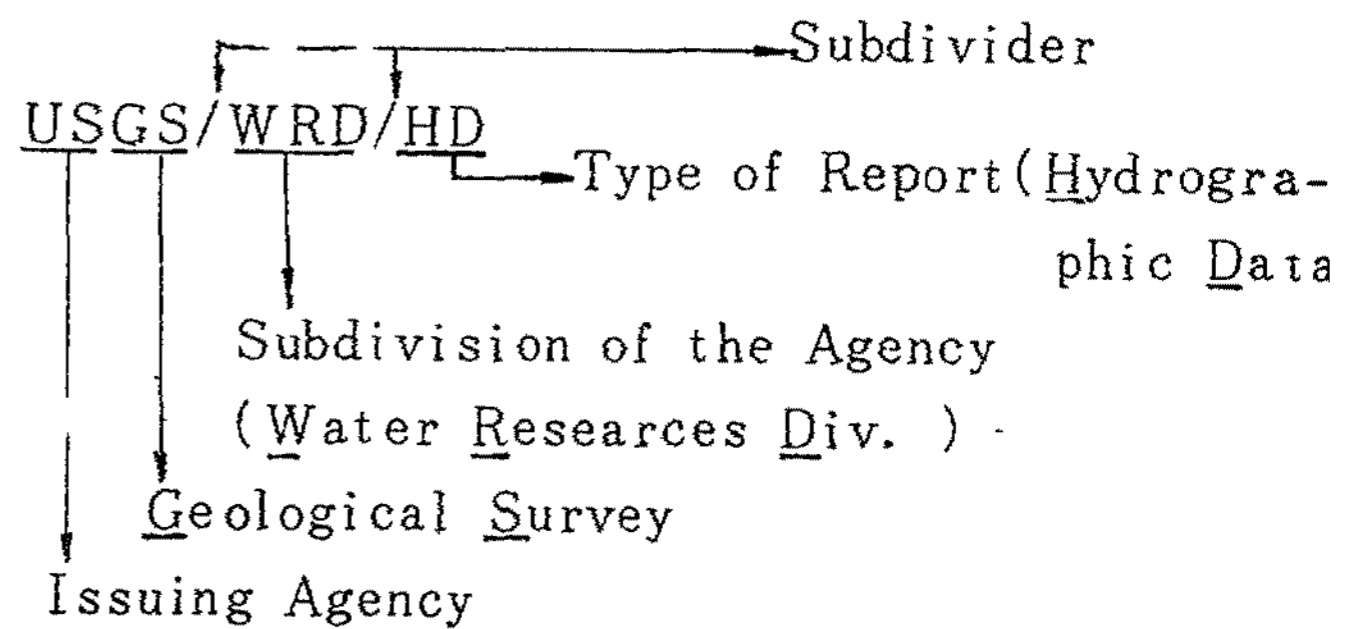 Subdivider
USGS/WRD/HD
Type of Report(Hydrogra-
phic Data
Subdivision of the Agency
(Water Researces Div. )
Geological Survey
Issuing Agency